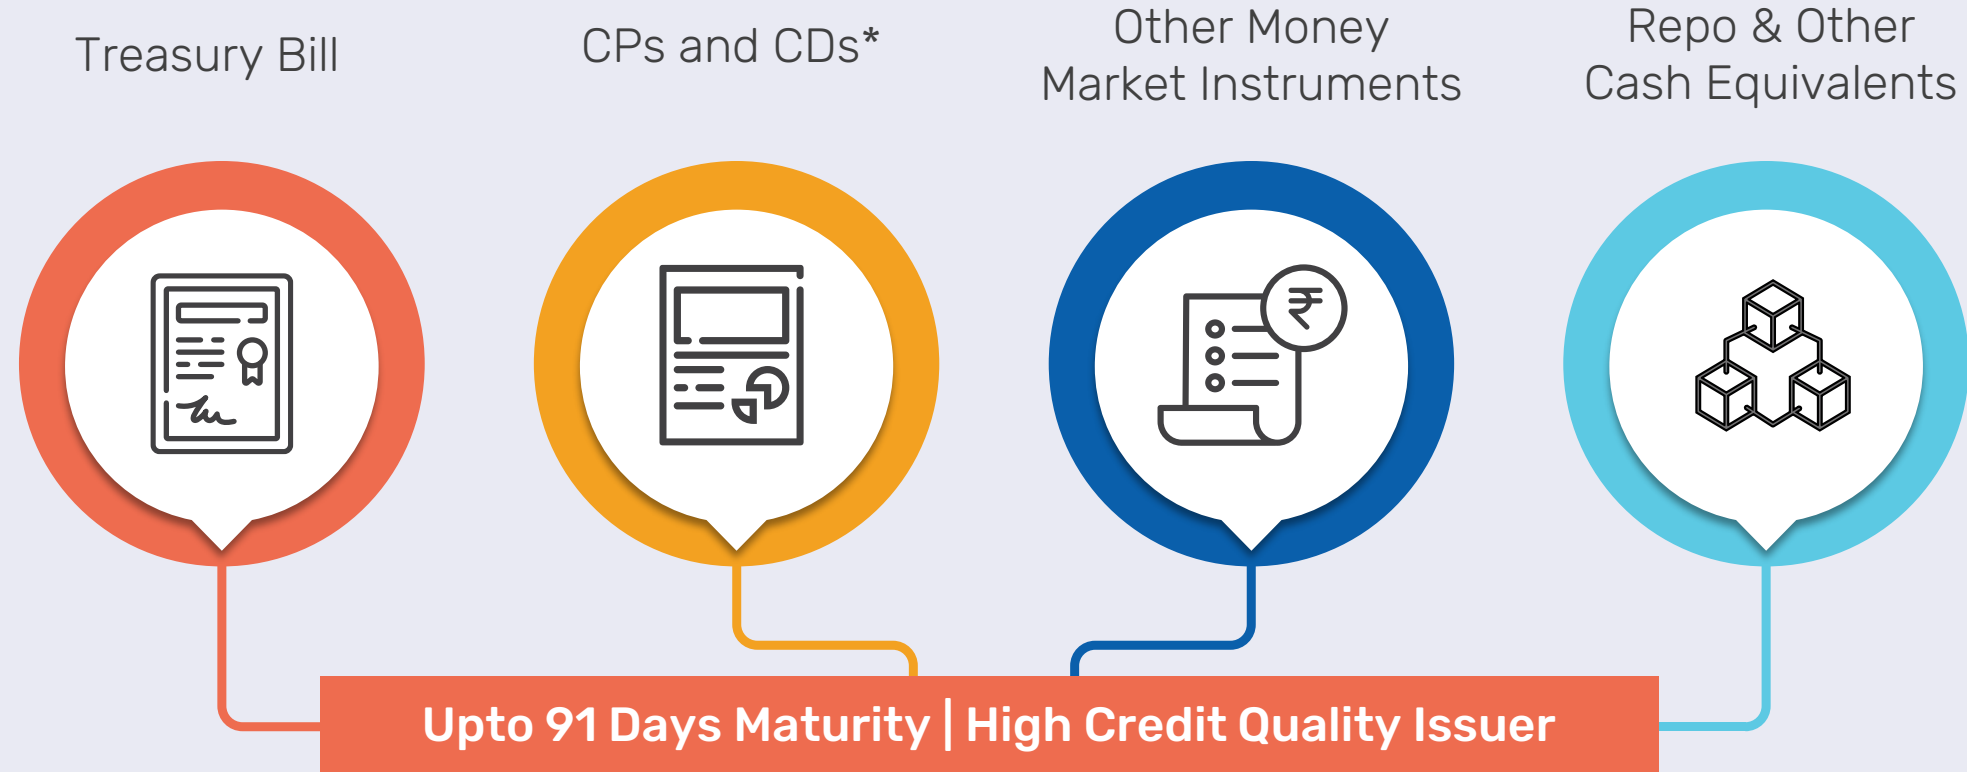 Treasury Bill
CPs and CDs*
Other Money
Market Instruments
Repo & Other
Cash Equivalents
₹
Upto 91 Days Maturity | High Credit Quality Issuer